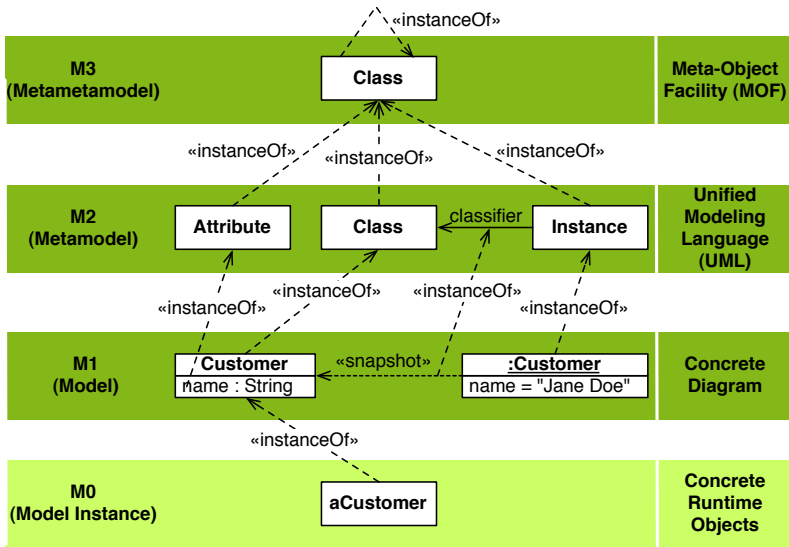 «instanceOf»
M3
(Metametamodel)
Class
Meta-Object
Facility (MOF)
«instanceOf»
«instanceOf»
«instanceOf»
M2
(Metamodel)
Attribute
Class
classifier
Instance
Unified
Modeling
Language
(UML)
«instanceOf»
«instanceOf»
«instanceOf»
«instanceOf»
M1
(Model)
Customer
name : String
«snapshot»
:Customer
name = "Jane Doe"
Concrete
Diagram
«instanceOf»
M0
(Model Instance)
aCustomer
Concrete
Runtime
Objects